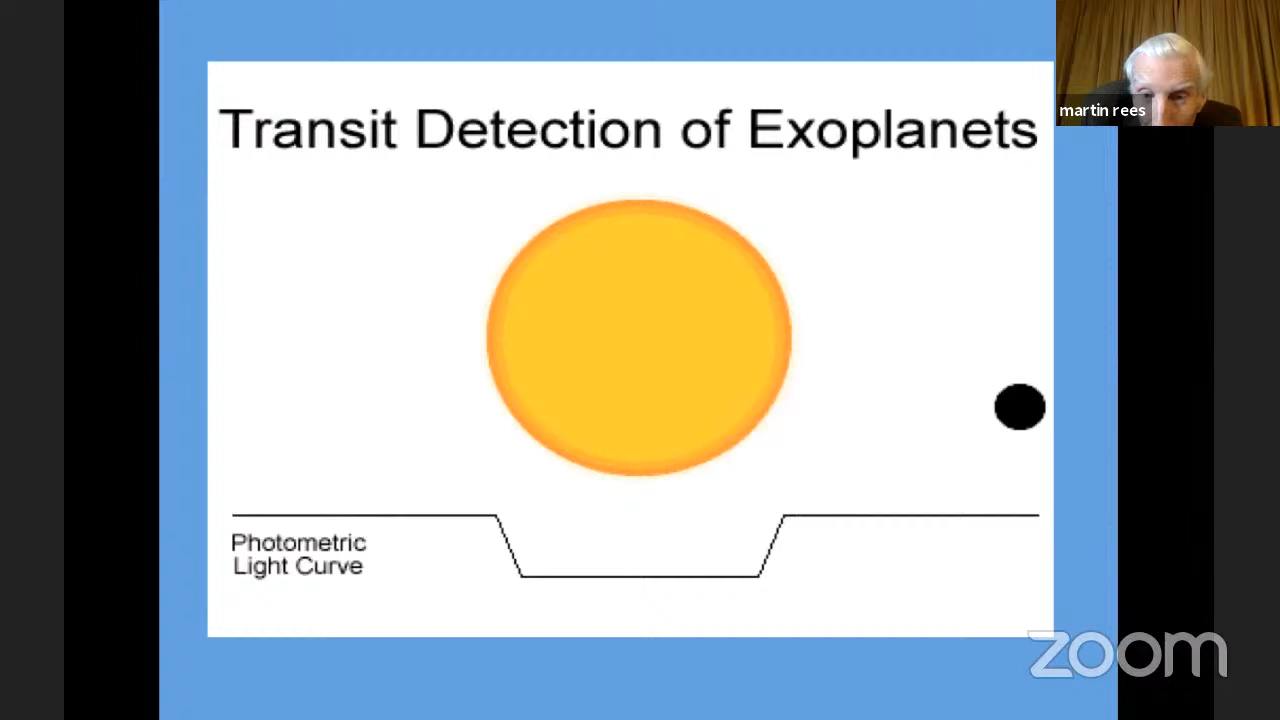 martin rees
Transit Detection of Exoplanets
Photometric
Light Curve
zoom